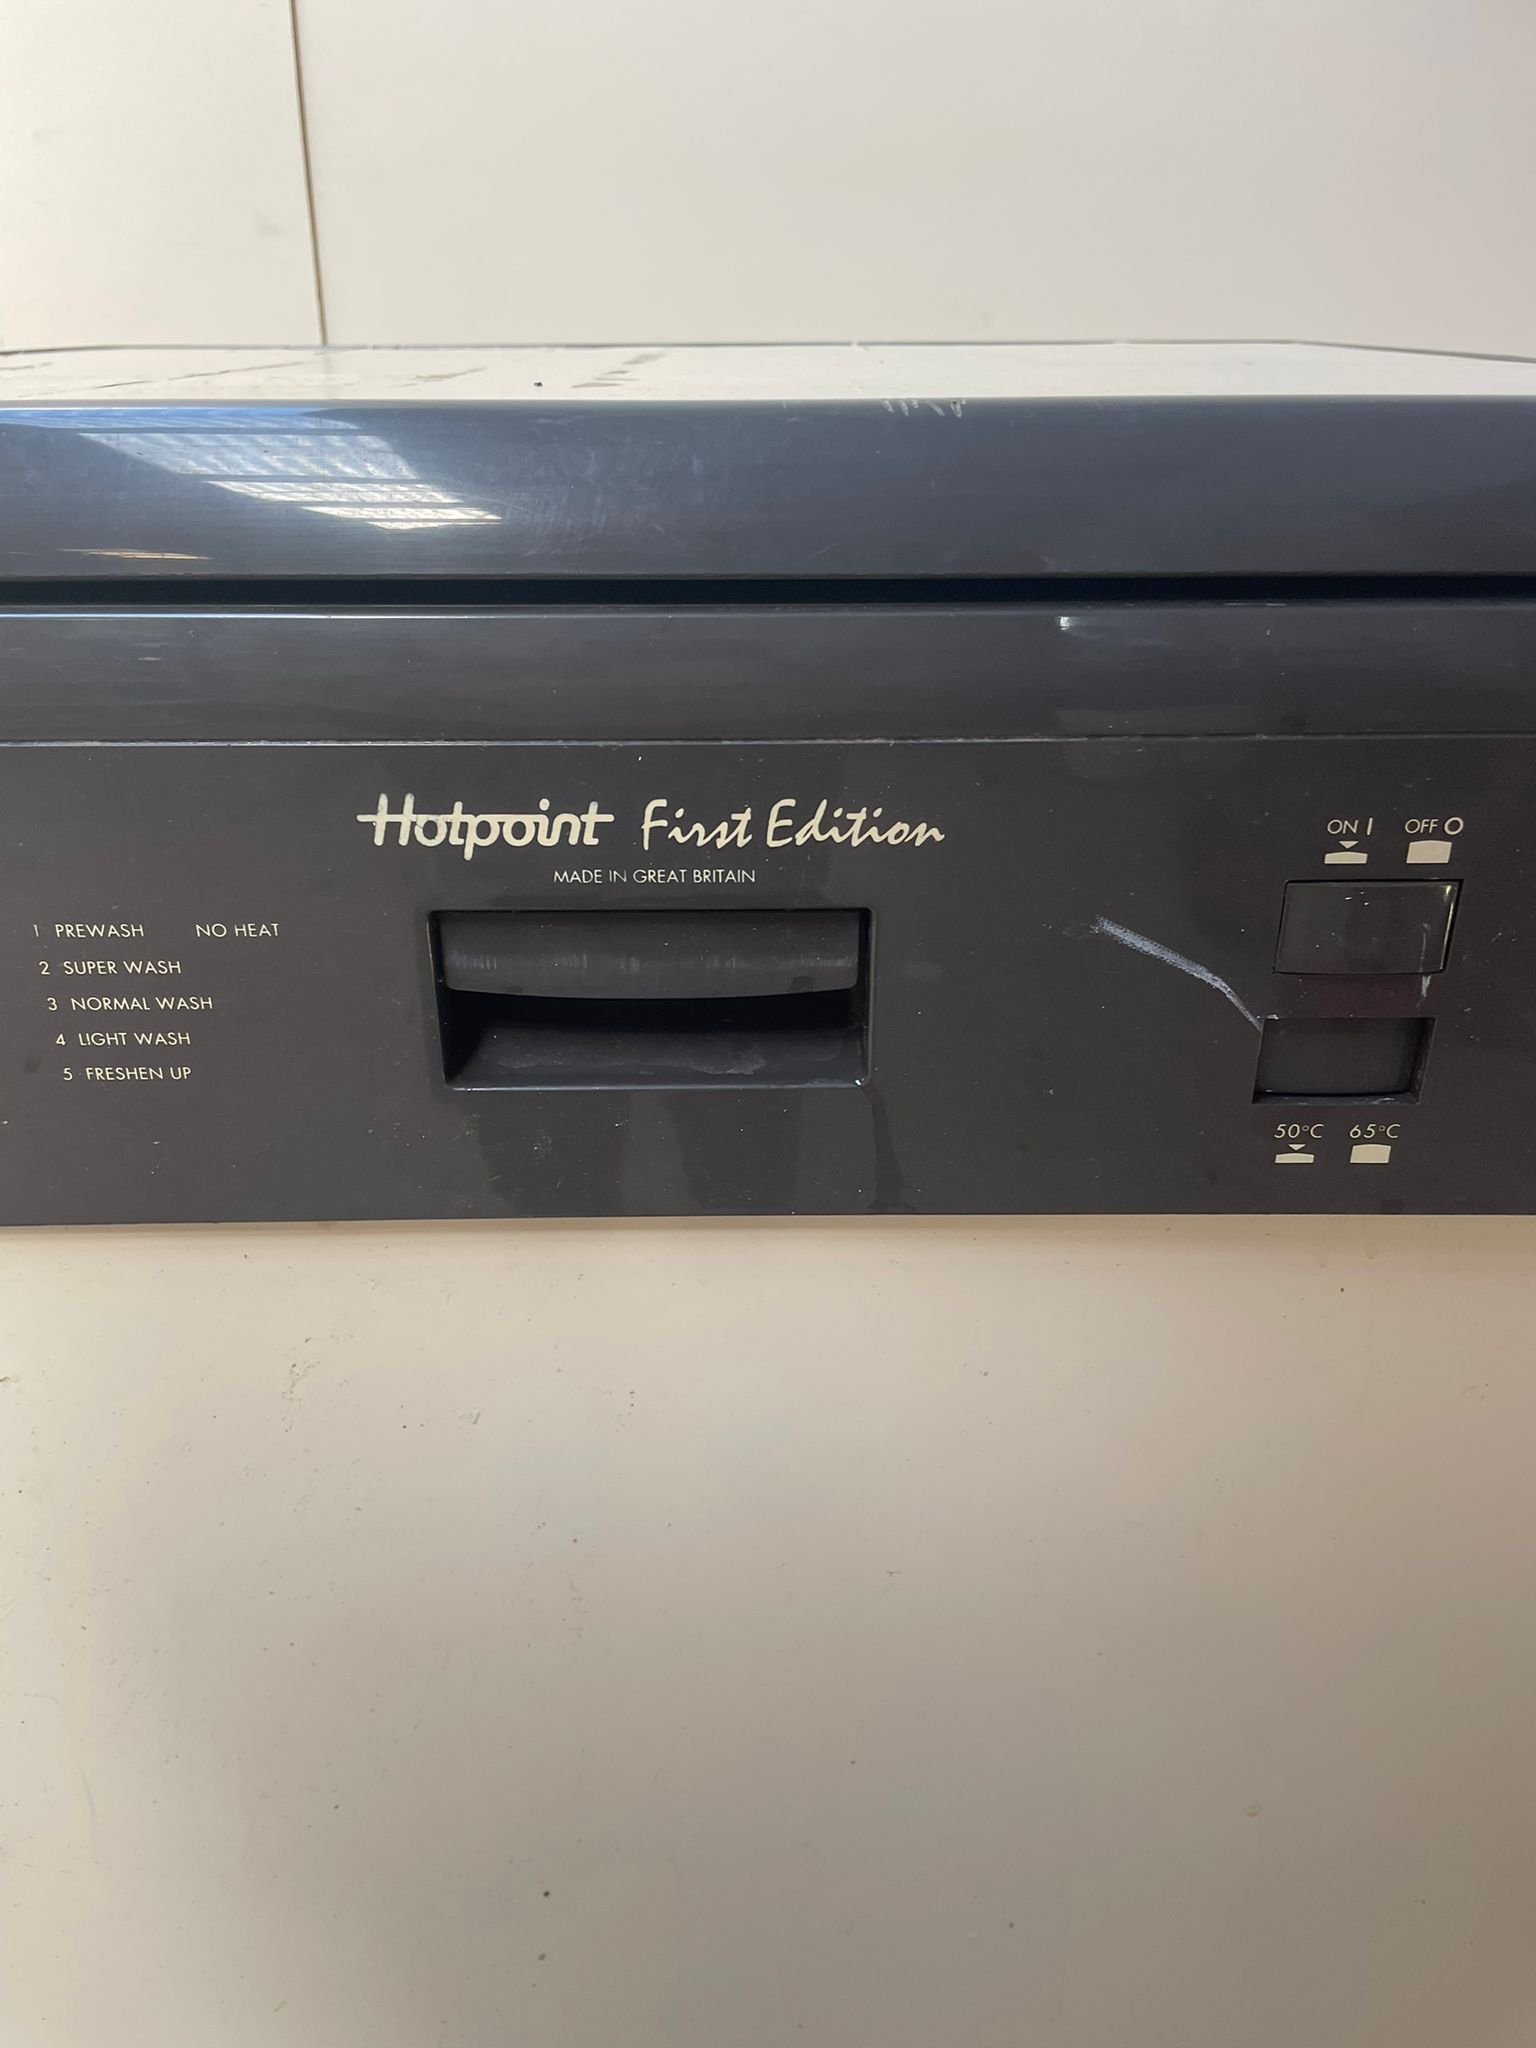 Hotpoint First Edition
MADE IN GREAT BRITAIN
1 PREWASH NO HEAT
2 SUPER WASH
3 NORMAL WASH
4 LIGHT WASH
5 FRESHEN UP
ON I OFF O
50°C 65°C